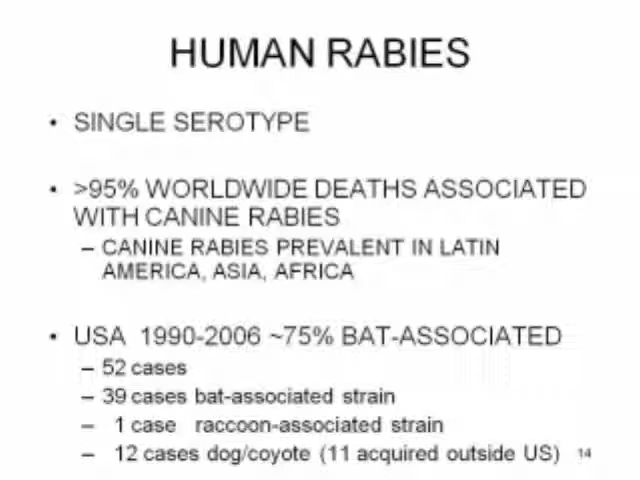 HUMAN RABIES
• SINGLE SEROTYPE
• >95% WORLDWIDE DEATHS ASSOCIATED
WITH CANINE RABIES
– CANINE RABIES PREVALENT IN LATIN
AMERICA, ASIA, AFRICA
• USA 1990-2006 ~75% BAT-ASSOCIATED
– 52 cases
– 39 cases bat-associated strain
– 1 case raccoon-associated strain
– 12 cases dog/coyote (11 acquired outside US) 14